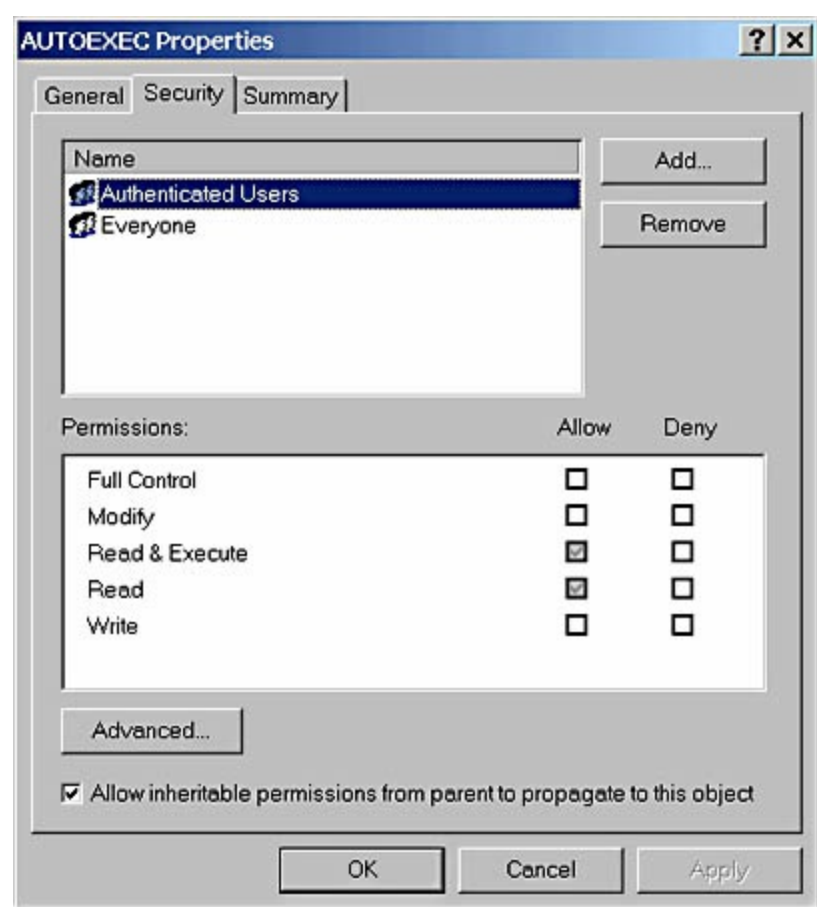 AUTOEXEC Properties ? ×
General Security Summary
Name
Add...
Authenticated Users
Everyone
Remove
Permissions: Allow Deny
Full Control
Modify
Read & Execute
Read
Write
Advanced...
Allow inheritable permissions from parent to propagate to this object
OK Cancel Apply